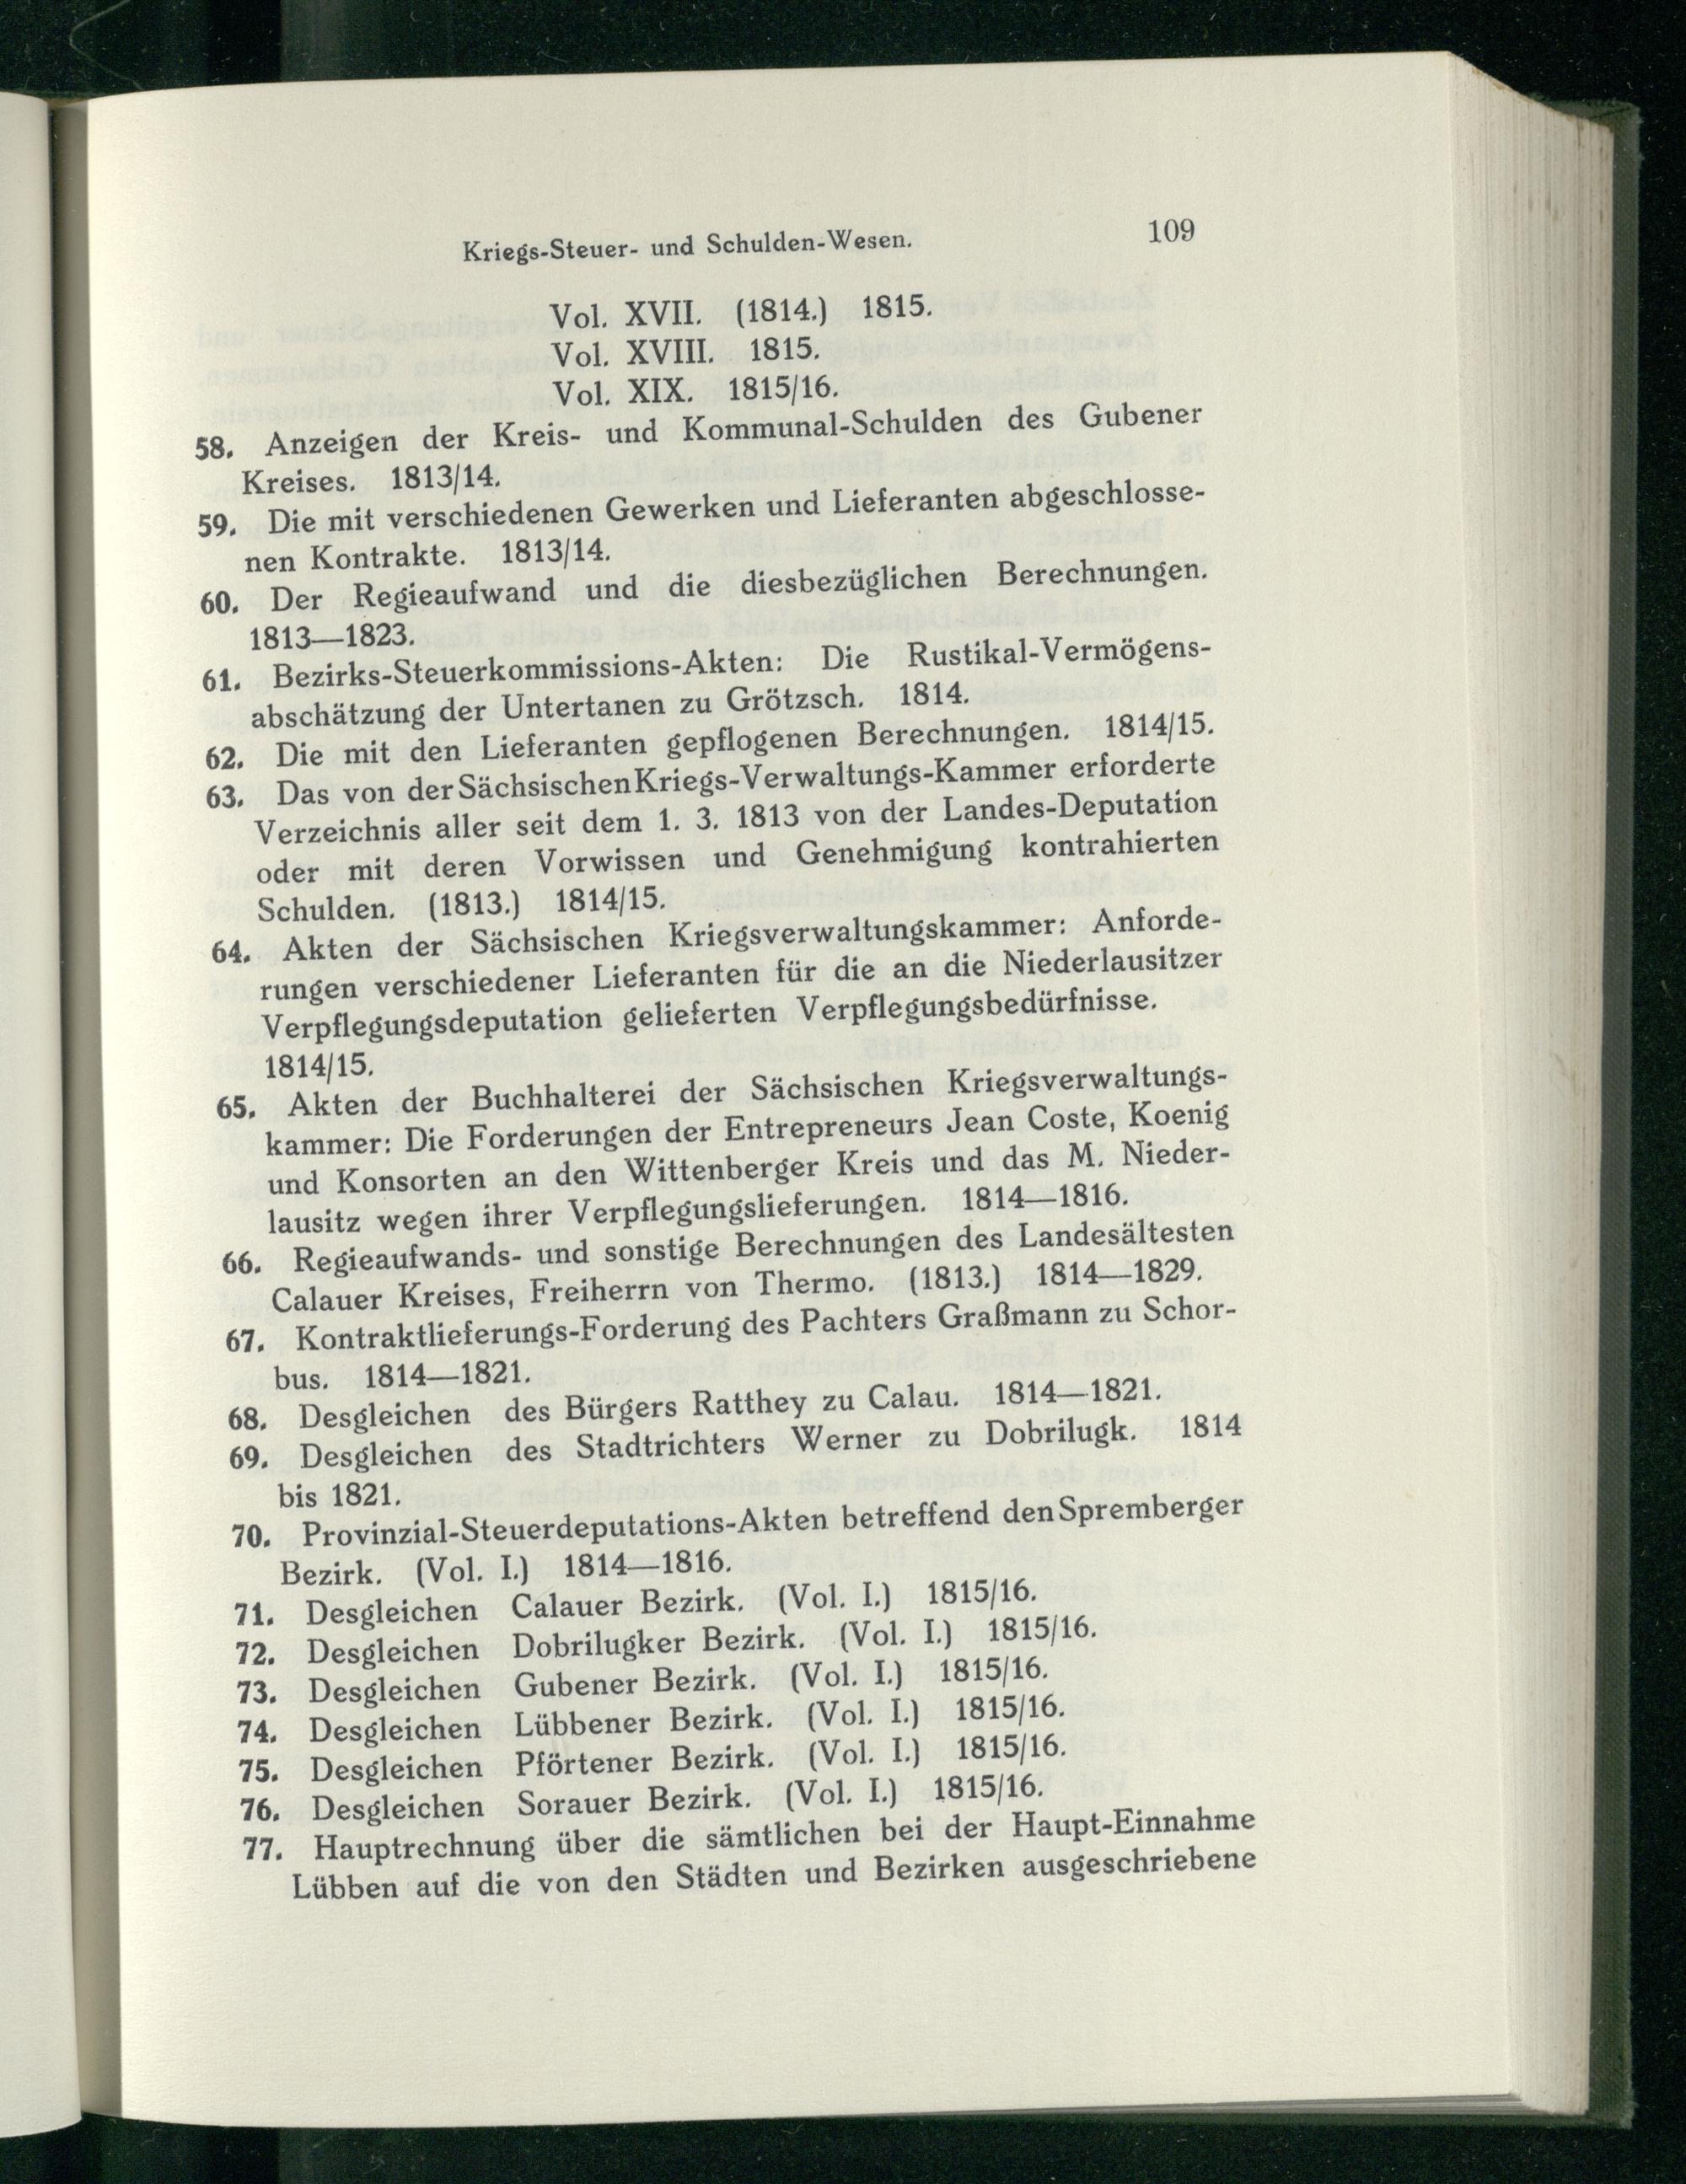 Kriegs-Steuer- und Schulden-Wesen. 109
Vol. XVII. (1814.) 1815.
Vol. XVIII. 1815.
Vol. XIX. 1815/16.
58. Anzeigen der Kreis- und Kommunal-Schulden des Gubener
Kreises. 1813/14.
59. Die mit verschiedenen Gewerken und Lieferanten abgeschlosse-
nen Kontrakte. 1813/14.
60. Der Regieaufwand und die diesbezüglichen Berechnungen.
1813—1823.
61. Bezirks-Steuerkommissions-Akten: Die Rustikal-Vermögens-
abschätzung der Untertanen zu Grötzsch. 1814.
62. Die mit den Lieferanten gepflogenen Berechnungen. 1814/15.
63. Das von der Sächsischen Kriegs-Verwaltungs-Kammer erforderte
Verzeichnis aller seit dem 1. 3. 1813 von der Landes-Deputation
oder mit deren Vorwissen und Genehmigung kontrahierten
Schulden. (1813.) 1814/15.
64. Akten der Sächsischen Kriegsverwaltungskammer: Anforde-
rungen verschiedener Lieferanten für die an die Niederlausitzer
Verpflegungsdeputation gelieferten Verpflegungsbedürfnisse.
1814/15.
65. Akten der Buchhalterei der Sächsischen Kriegsverwaltungs-
kammer: Die Forderungen der Entrepreneurs Jean Coste, Koenig
und Konsorten an den Wittenberger Kreis und das M. Nieder-
lausitz wegen ihrer Verpflegungslieferungen. 1814—1816.
66. Regieaufwands- und sonstige Berechnungen des Landesältesten
Calauer Kreises, Freiherrn von Thermo. (1813.) 1814—1829.
67. Kontraktlieferungs-Forderung des Pachters Graßmann zu Schor-
bus. 1814—1821.
68. Desgleichen des Bürgers Ratthey zu Calau. 1814—1821.
69. Desgleichen des Stadtrichters Werner zu Dobrilugk. 1814
bis 1821.
70. Provinzial-Steuerdeputations-Akten betreffend den Spremberger
Bezirk. (Vol. I.) 1814—1816.
71. Desgleichen Calauer Bezirk. (Vol. I.) 1815/16.
72. Desgleichen Dobrilugker Bezirk. (Vol. I.) 1815/16.
73. Desgleichen Gubener Bezirk. (Vol. I.) 1815/16.
74. Desgleichen Lübbener Bezirk. (Vol. I.) 1815/16.
75. Desgleichen Pförtener Bezirk. (Vol. I.) 1815/16.
76. Desgleichen Sorauer Bezirk. (Vol. I.) 1815/16.
77. Hauptrechnung über die sämtlichen bei der Haupt-Einnahme
Lübben auf die von den Städten und Bezirken ausgeschriebene